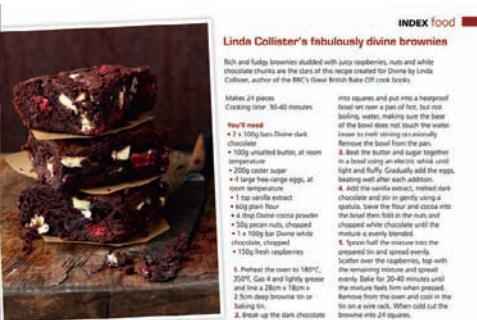 INDEX food
Linda Collister's fabulously divine brownies
Rich and fudgy brownies studded with juicy raspberries, nuts and white
chocolate chunks are the stars of this recipe created for Divine by Linda
Collister, author of the BBC's Great British Bake Off cook books
Makes 24 pieces
Cooking time 30-40 minutes
You'll need
• 2 x 100g bars Divine dark
chocolate
• 100g unsalted butter, at room
temperature
• 200g caster sugar
• 4 large free-range eggs, at
room temperature
• 1 tsp vanilla extract
• 60g plain flour
• 4 tbsp Divine cocoa powder
• 50g pecan nuts, chopped
• 1 x 100g bar Divine white
chocolate, chopped
• 150g fresh raspberries
1. Preheat the oven to 180°C,
350°F, Gas 4 and lightly grease
and line a 28cm x 18cm x
2.5cm deep brownie tin or
baking tin.
2. Break up the dark chocolate
into squares and put into a heatproof
bowl set over a pan of hot, but not
boiling, water, making sure the base
of the bowl does not touch the water.
Leave to melt stirring occasionally.
Remove the bowl from the pan.
3. Beat the butter and sugar together
in a bowl using an electric whisk until
light and fluffy. Gradually add the eggs,
beating well after each addition.
4. Add the vanilla extract, melted dark
chocolate and stir in gently using a
spatula. Sieve the flour and cocoa into
the bowl then fold in the nuts and
chopped white chocolate until the
mixture is evenly blended.
5. Spoon half the mixture into the
prepared tin and spread evenly.
Scatter over the raspberries, top with
the remaining mixture and spread
evenly. Bake for 30-40 minutes until
the mixture feels firm when pressed.
Remove from the oven and cool in the
tin on a wire rack. When cold cut the
brownie into 24 squares.